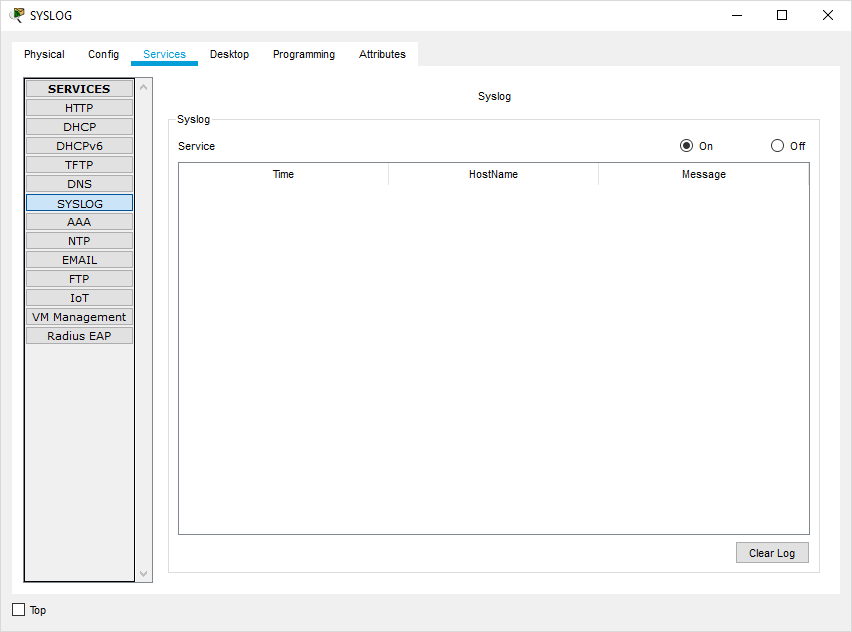 SYSLOG
Physical Config Services Desktop Programming Attributes
SERVICES
HTTP
DHCP
DHCPv6
TFTP
DNS
SYSLOG
AAA
NTP
EMAIL
FTP
IoT
VM Management
Radius EAP
Syslog
Syslog
Service On Off
Time HostName Message
Clear Log
Top